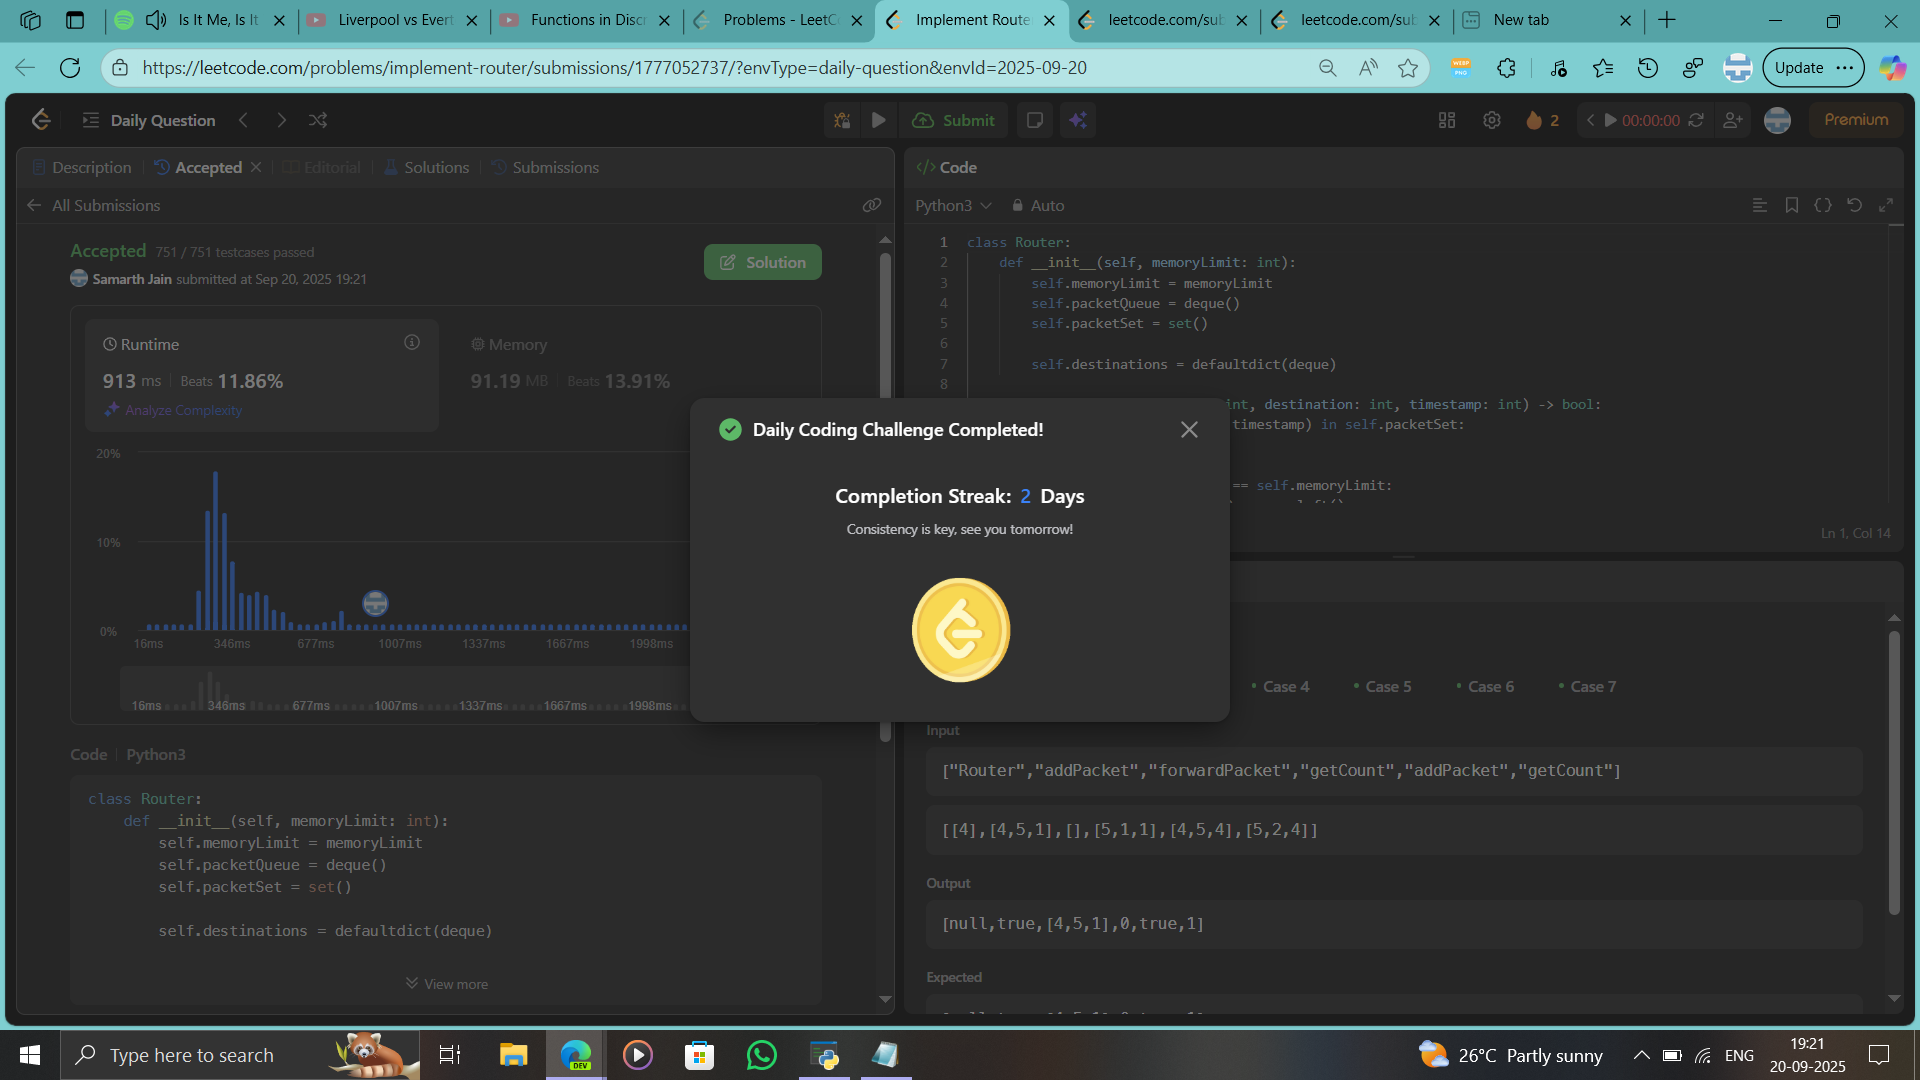 Is It Me, Is It
Liverpool vs Evert
Functions in Discr
Problems - LeetC
Implement Route
leetcode.com/sub
leetcode.com/sub
New tab
https://leetcode.com/problems/implement-router/submissions/1777052737/?envType=daily-question&envId=2025-09-20
WEBP
PNG
Update
Daily Question
Submit
2
00:00:00
Premium
Description
Accepted
Editorial
Solutions
Submissions
All Submissions
Accepted 751 / 751 testcases passed
Samarth Jain submitted at Sep 20, 2025 19:21
Solution
Runtime
913 ms Beats 11.86%
Analyze Complexity
Memory
91.19 MB Beats 13.91%
20%
10%
0%
16ms 346ms 677ms 1007ms 1337ms 1667ms 1998ms
16ms 346ms 677ms 1007ms 1337ms 1667ms 1998ms
Code Python3
class Router:
def __init__(self, memoryLimit: int):
self.memoryLimit = memoryLimit
self.packetQueue = deque()
self.packetSet = set()
self.destinations = defaultdict(deque)
View more
Daily Coding Challenge Completed!
Completion Streak: 2 Days
Consistency is key, see you tomorrow!
Code
Python3 Auto
1 class Router:
2 def __init__(self, memoryLimit: int):
3 self.memoryLimit = memoryLimit
4 self.packetQueue = deque()
5 self.packetSet = set()
6
7 self.destinations = defaultdict(deque)
8
int, destination: int, timestamp: int) -> bool:
timestamp) in self.packetSet:
== self.memoryLimit:
Ln 1, Col 14
Case 4 Case 5 Case 6 Case 7
Input
["Router","addPacket","forwardPacket","getCount","addPacket","getCount"]
[[4],[4,5,1],[],[5,1,1],[4,5,4],[5,2,4]]
Output
[null,true,[4,5,1],0,true,1]
Expected
Type here to search
DEV
26°C Partly sunny
ENG
19:21
20-09-2025